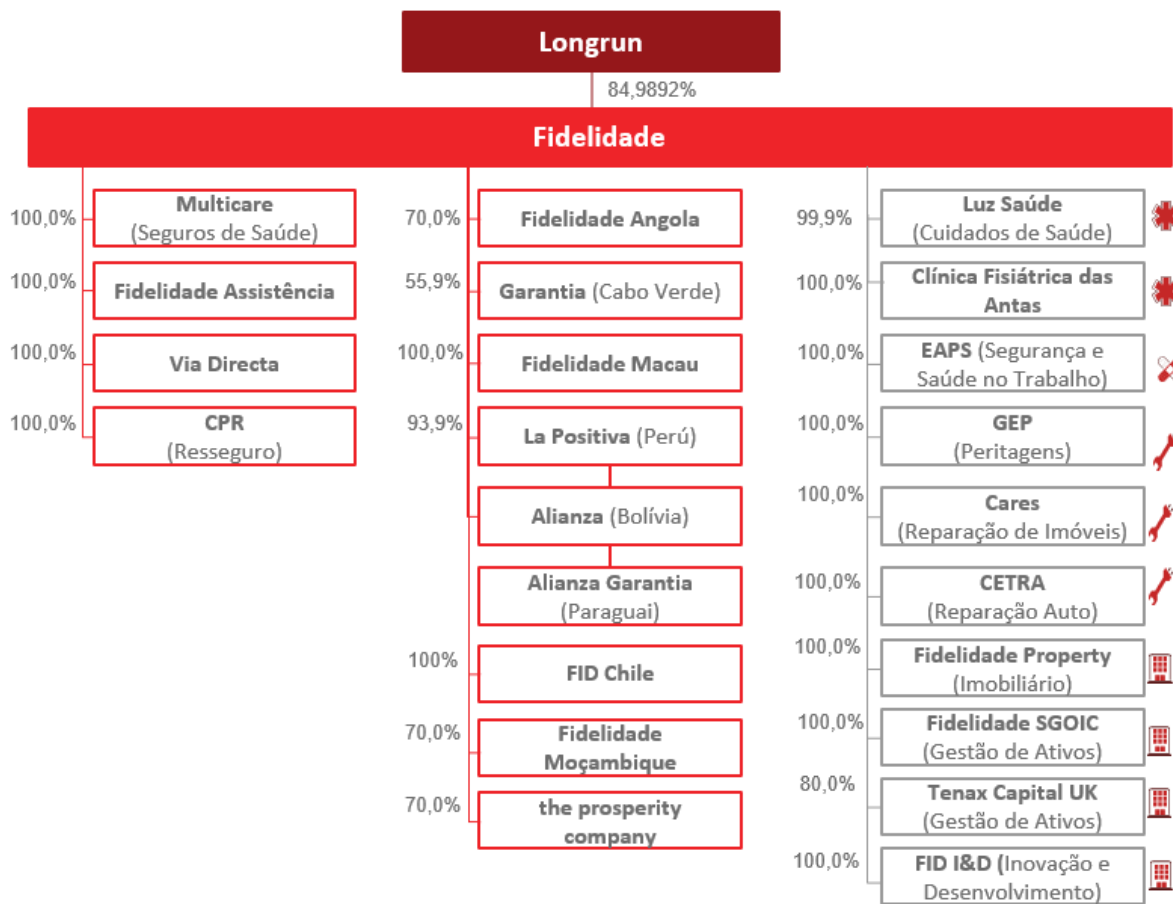 Longrun
84,9892%
Fidelidade
100,0%
Multicare
(Seguros de Saúde)
100,0%
Fidelidade Assistência
100,0%
Via Directa
100,0%
CPR
(Resseguro)
70,0%
Fidelidade Angola
55,9%
Garantia (Cabo Verde)
100,0%
Fidelidade Macau
93,9%
La Positiva (Perú)
Alianza (Bolívia)
Alianza Garantia
(Paraguai)
100%
FID Chile
70,0%
Fidelidade
Moçambique
70,0%
the prosperity
company
99,9%
Luz Saúde
(Cuidados de Saúde)
100,0%
Clínica Fisiátrica das
Antas
100,0%
EAPS (Segurança e
Saúde no Trabalho)
100,0%
GEP
(Peritagens)
100,0%
Cares
(Reparação de Imóveis)
100,0%
CETRA
(Reparação Auto)
100,0%
Fidelidade Property
(Imobiliário)
100,0%
Fidelidade SGOIC
(Gestão de Ativos)
80,0%
Tenax Capital UK
(Gestão de Ativos)
100,0%
FID I&D (Inovação e
Desenvolvimento)